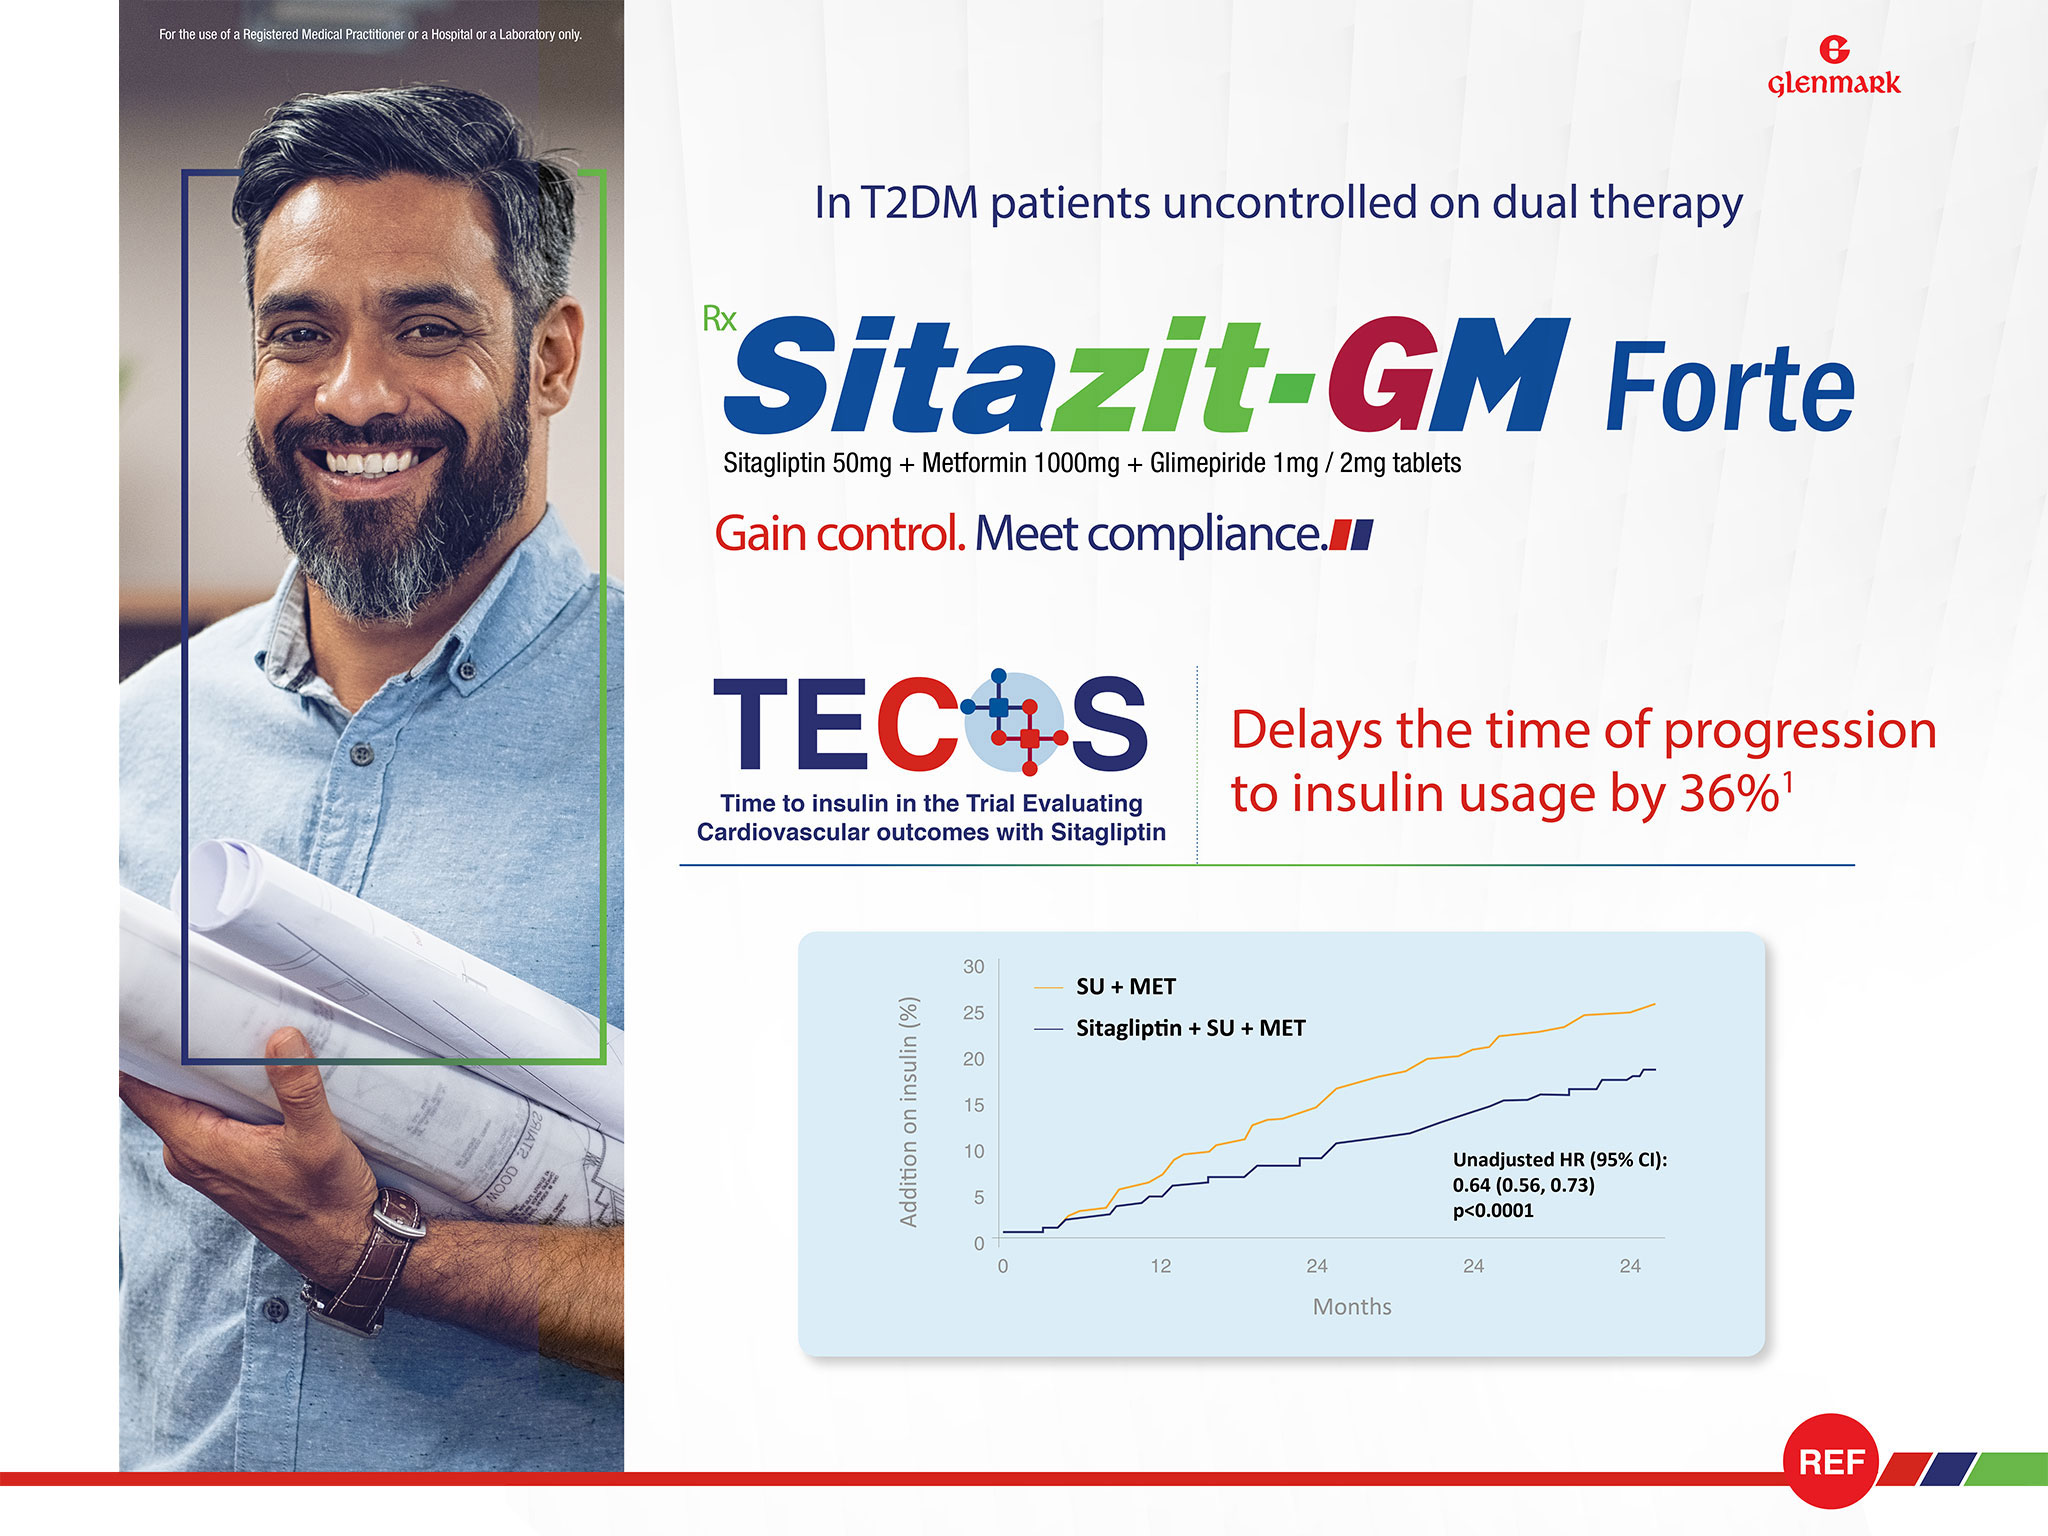 For the use of a Registered Medical Practitioner or a Hospital or a Laboratory only.
glenmark
In T2DM patients uncontrolled on dual therapy
Rx
Sitazit-GM Forte
Sitagliptin 50mg + Metformin 1000mg + Glimepiride 1mg / 2mg tablets
Gain control. Meet compliance.
TECOS
Time to insulin in the Trial Evaluating
Cardiovascular outcomes with Sitagliptin
Delays the time of progression
to insulin usage by 36%¹
SU + MET
Sitagliptin + SU + MET
Addition on insulin (%)
30
25
20
15
10
5
0
Unadjusted HR (95% CI):
0.64 (0.56, 0.73)
p<0.0001
0 12 24 24 24
Months
WOOD STAIRS
REF